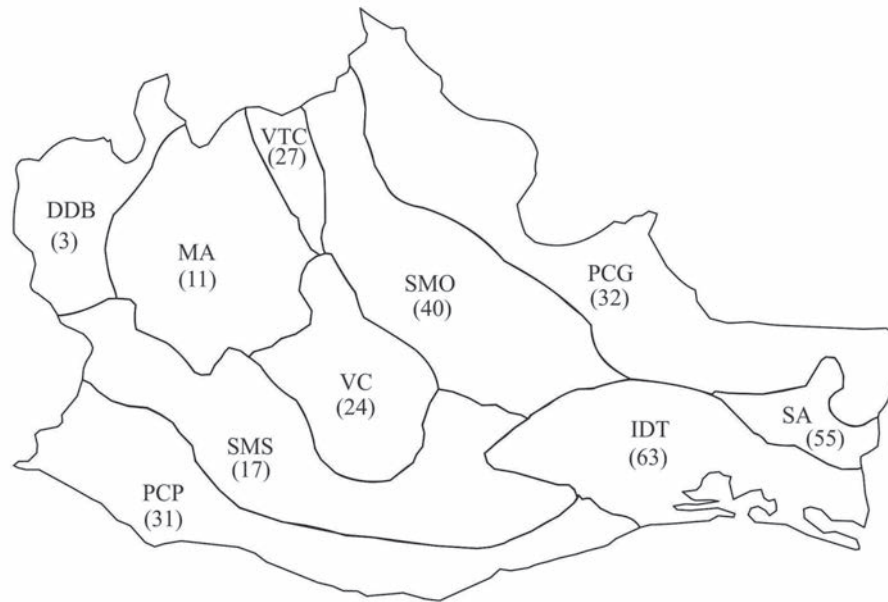 VTC
(27)
DDB
(3)
MA
(11)
SMO
(40)
PCG
(32)
VC
(24)
SA
(55)
IDT
(63)
SMS
(17)
PCP
(31)